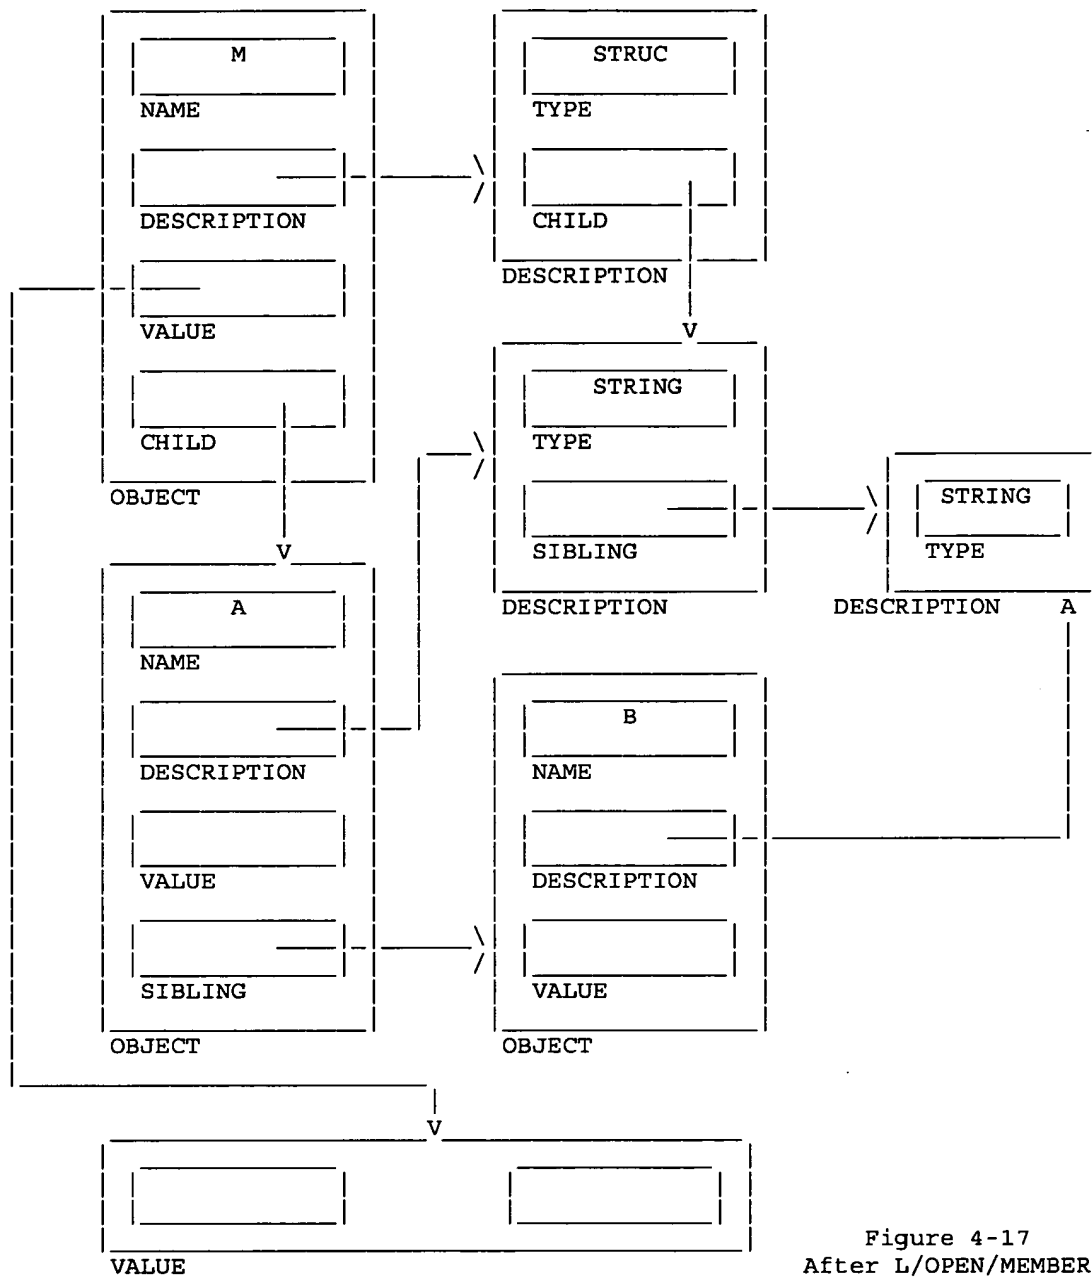 M
NAME
DESCRIPTION
VALUE
CHILD
OBJECT
STRUC
TYPE
CHILD
DESCRIPTION
STRING
TYPE
SIBLING
DESCRIPTION
STRING
TYPE
DESCRIPTION
A
NAME
DESCRIPTION
VALUE
SIBLING
OBJECT
B
NAME
DESCRIPTION
VALUE
OBJECT
VALUE
Figure 4-17
After L/OPEN/MEMBER